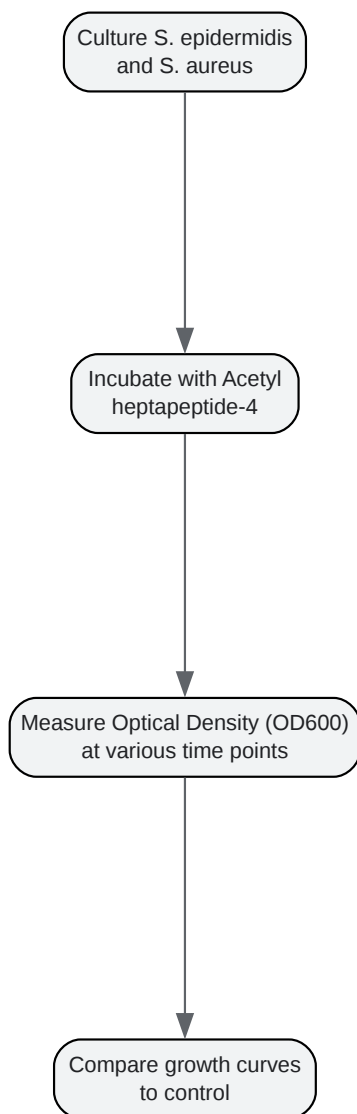 Culture S. epidermidis
and S. aureus
Incubate with Acetyl
heptapeptide-4
Measure Optical Density (OD600)
at various time points
Compare growth curves
to control